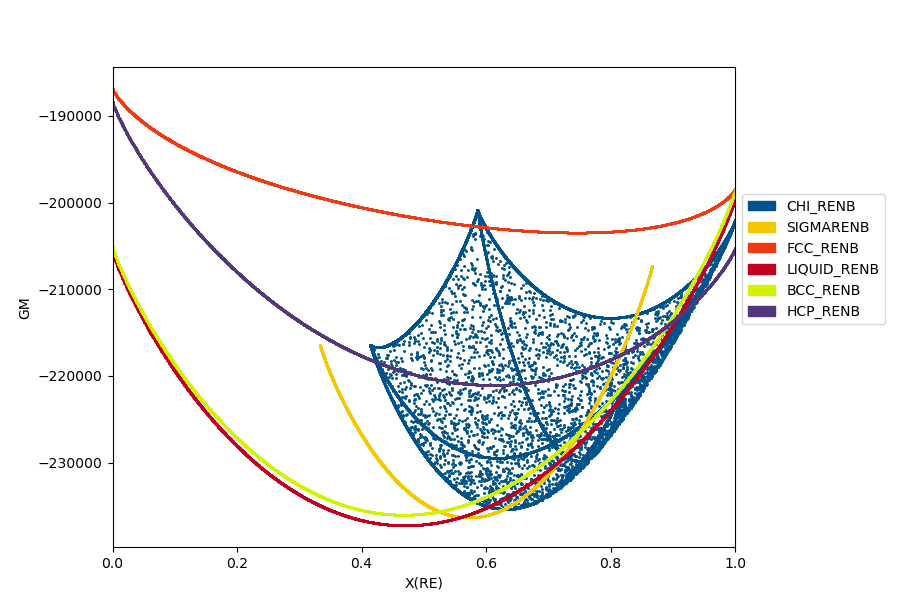 −190000
−200000
−210000
−220000
−230000
GM
0.0
0.2
0.4
0.6
0.8
1.0
X(RE)
CHI_RENB
SIGMARENB
FCC_RENB
LIQUID_RENB
BCC_RENB
HCP_RENB